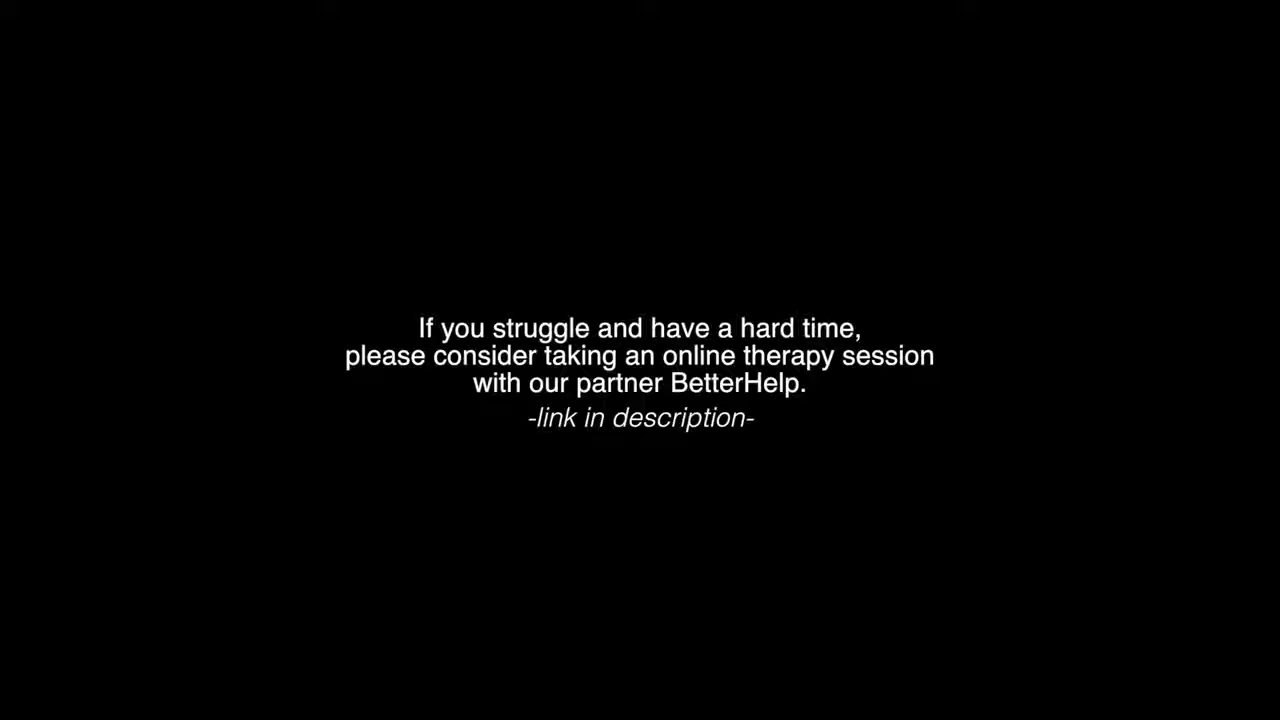 If you struggle and have a hard time,
please consider taking an online therapy session
with our partner BetterHelp.
-link in description-